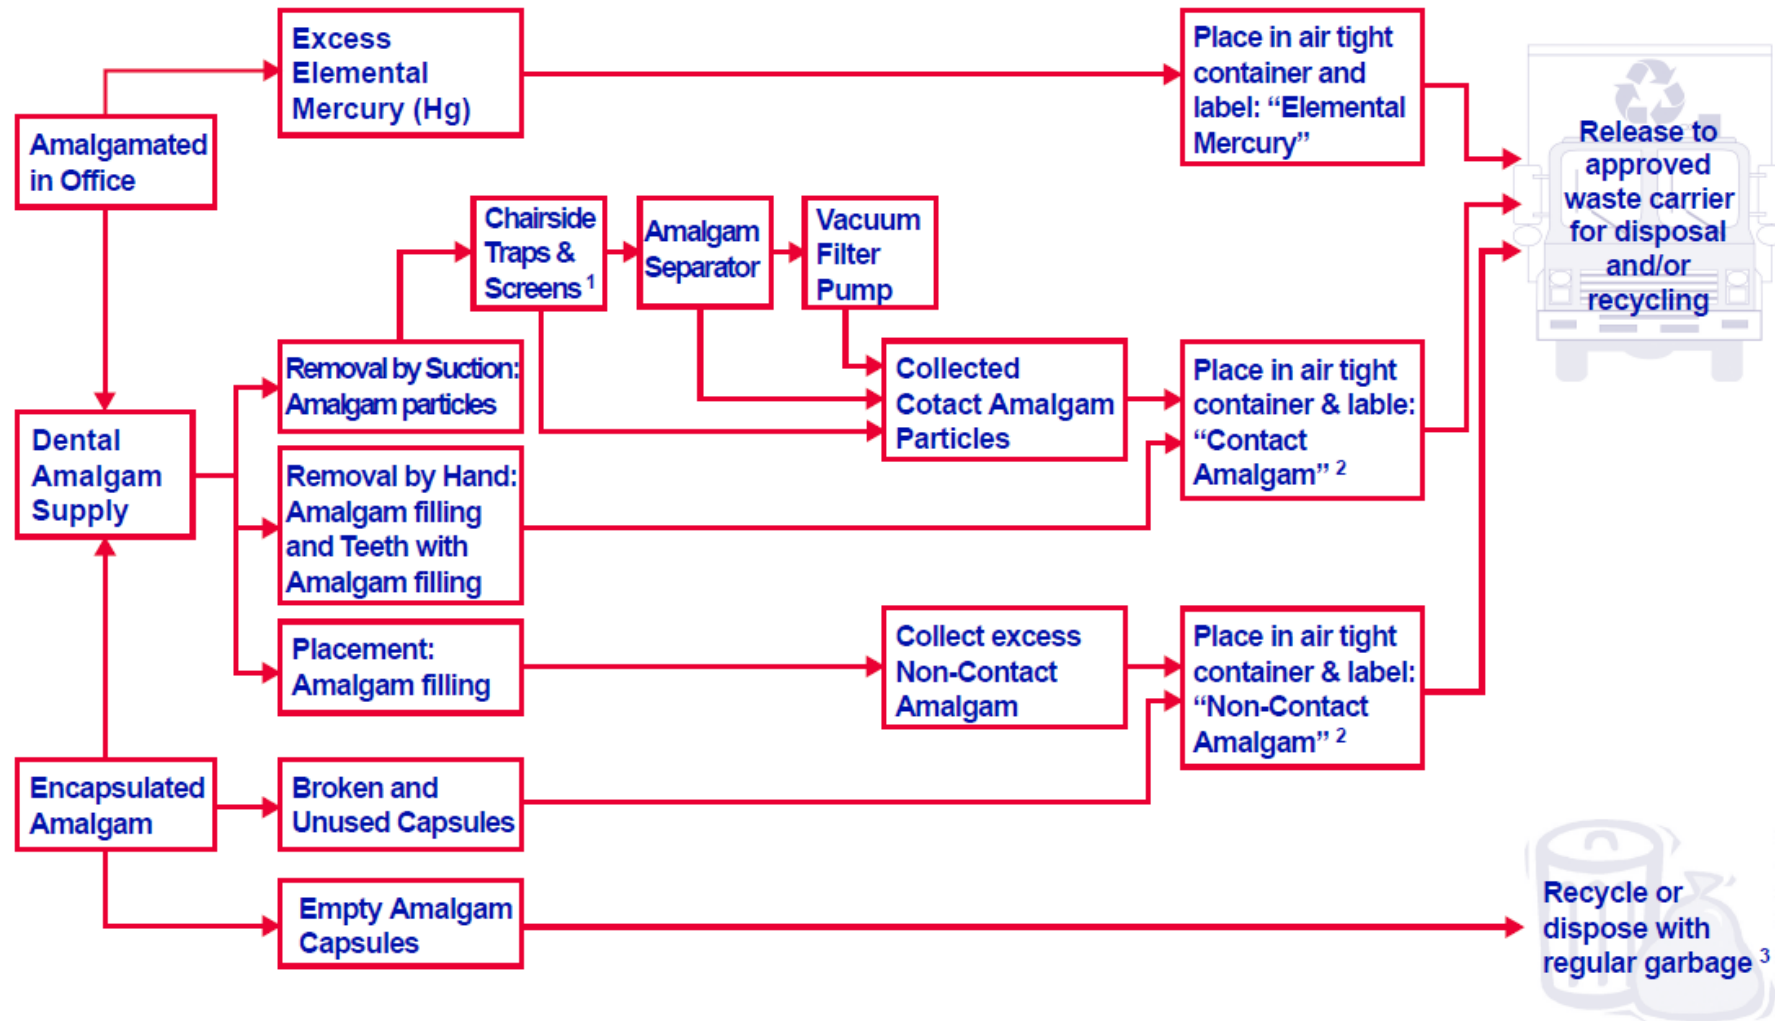 Excess
Elemental
Mercury (Hg)
Place in air tight
container and
label: “Elemental
Mercury”
Amalgamated
in Office
Release to
approved
waste carrier
for disposal
and/or
recycling
Chairside
Traps &
Screens 1
Amalgam
Separator
Vacuum
Filter
Pump
Removal by Suction:
Amalgam particles
Collected
Cotact Amalgam
Particles
Place in air tight
container & lable:
“Contact
Amalgam” 2
Dental
Amalgam
Supply
Removal by Hand:
Amalgam filling
and Teeth with
Amalgam filling
Placement:
Amalgam filling
Collect excess
Non-Contact
Amalgam
Place in air tight
container & label:
“Non-Contact
Amalgam” 2
Encapsulated
Amalgam
Broken and
Unused Capsules
Empty Amalgam
Capsules
Recycle or
dispose with
regular garbage 3